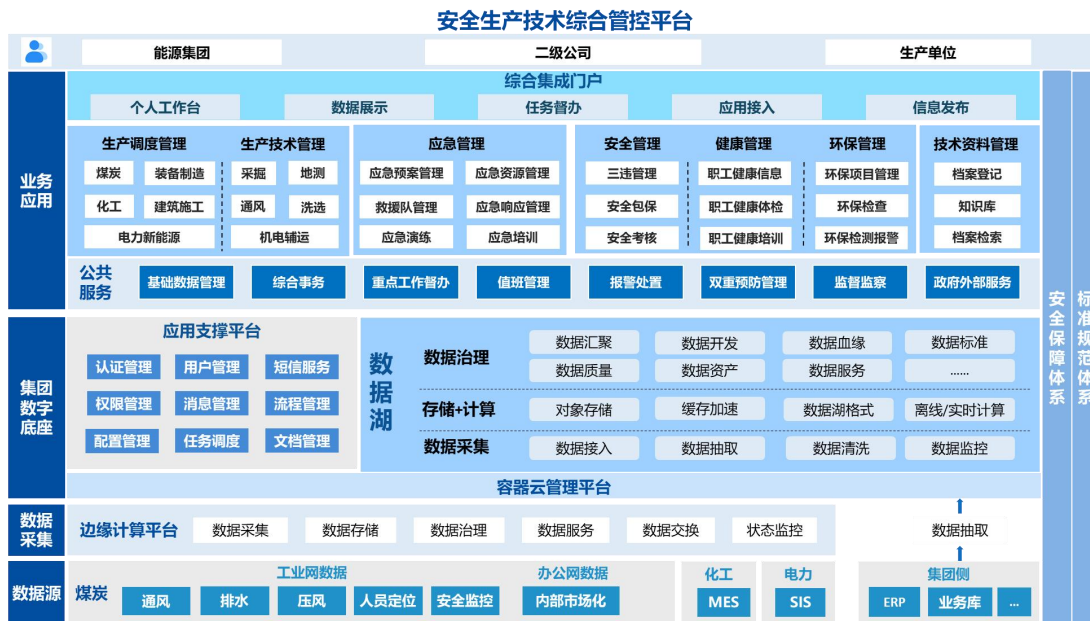 安全生产技术综合管控平台
能源集团 二级公司 生产单位
业务应用
综合集成门户
个人工作台 数据展示 任务督办 应用接入 信息发布
生产调度管理 生产技术管理 应急管理 安全管理 健康管理 环保管理 技术资料管理
煤炭 装备制造 采掘 地测 应急预案管理 应急资源管理 三违管理 职工健康信息 环保项目管理 档案登记
化工 建筑施工 通风 洗选 救援队管理 应急响应管理 安全包保 职工健康体检 环保检查 知识库
电力新能源 机电辅运 应急演练 应急培训 安全考核 职工健康培训 环保检测报警 档案检索
公共服务
基础数据管理 综合事务 重点工作督办 值班管理 报警处置 双重预防管理 监督监察 政府外部服务
集团数字底座
应用支撑平台
认证管理 用户管理 短信服务
权限管理 消息管理 流程管理
配置管理 任务调度 文档管理
数据湖
数据治理
数据汇聚 数据开发 数据血缘 数据标准
数据质量 数据资产 数据服务 ......
存储+计算 对象存储 缓存加速 数据湖格式 离线/实时计算
数据采集 数据接入 数据抽取 数据清洗 数据监控
容器云管理平台
数据采集
边缘计算平台 数据采集 数据存储 数据治理 数据服务 数据交换 状态监控 数据抽取
数据源
煤炭
工业网数据 办公网数据 化工 电力 集团侧
通风 排水 压风 人员定位 安全监控 内部市场化 MES SIS ERP 业务库 ...
安全保障体系
标准规范体系